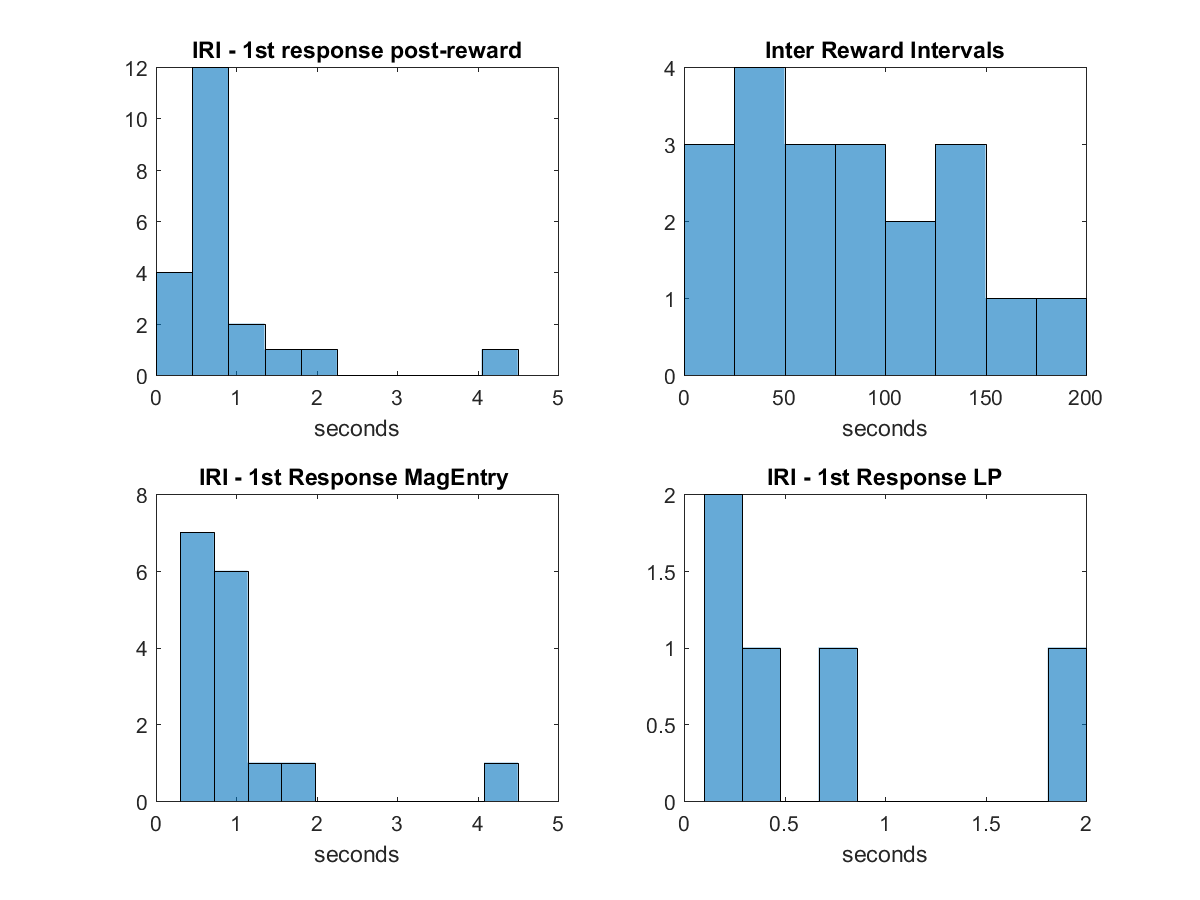 IRI - 1st response post-reward
12
10
8
6
4
2
0
0 1 2 3 4 5
seconds
Inter Reward Intervals
4
3
2
1
0
0 50 100 150 200
seconds
IRI - 1st Response MagEntry
8
6
4
2
0
0 1 2 3 4 5
seconds
IRI - 1st Response LP
2
1.5
1
0.5
0
0 0.5 1 1.5 2
seconds